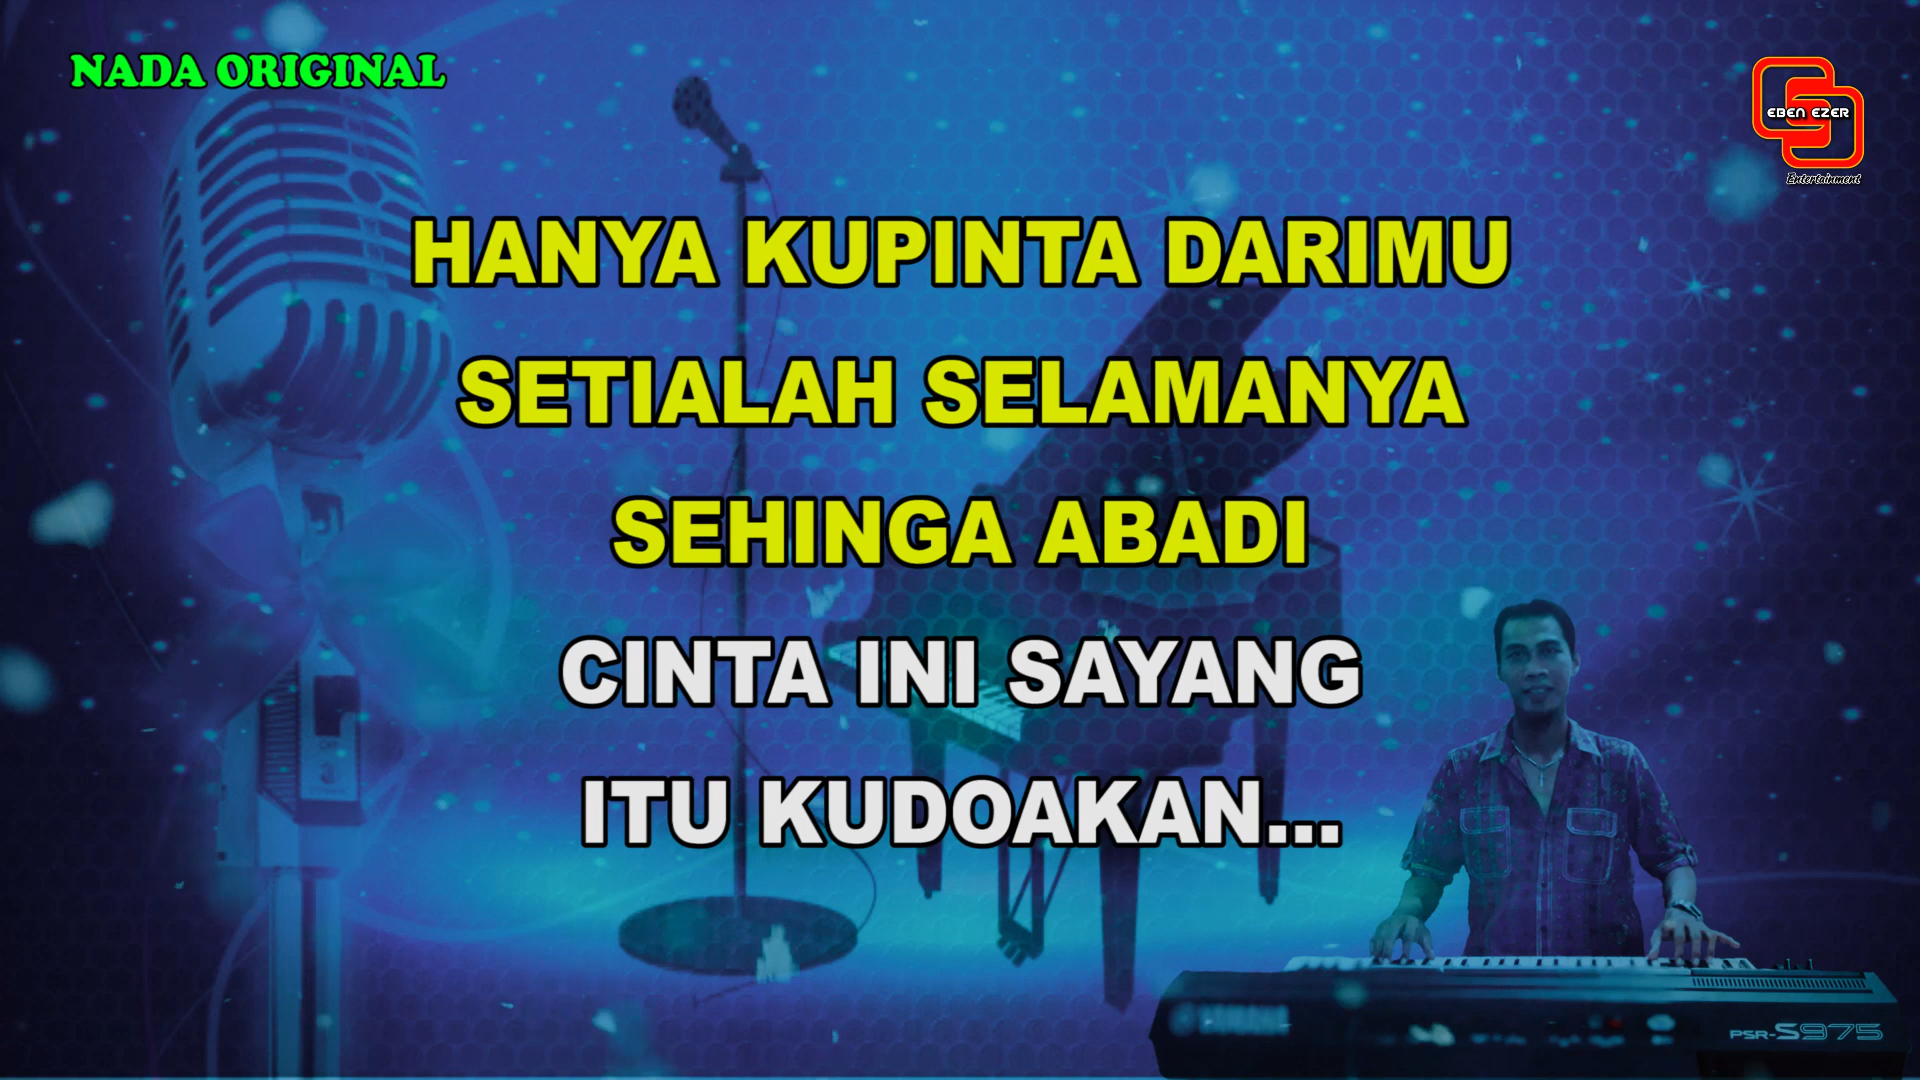 NADA ORIGINAL
EBEN EZER
Entertainment
HANYA KUPINTA DARIMU
SETIALAH SELAMANYA
SEHINGA ABADI
CINTA INI SAYANG
ITU KUDOAKAN...
YAMAHA
PSR-S975